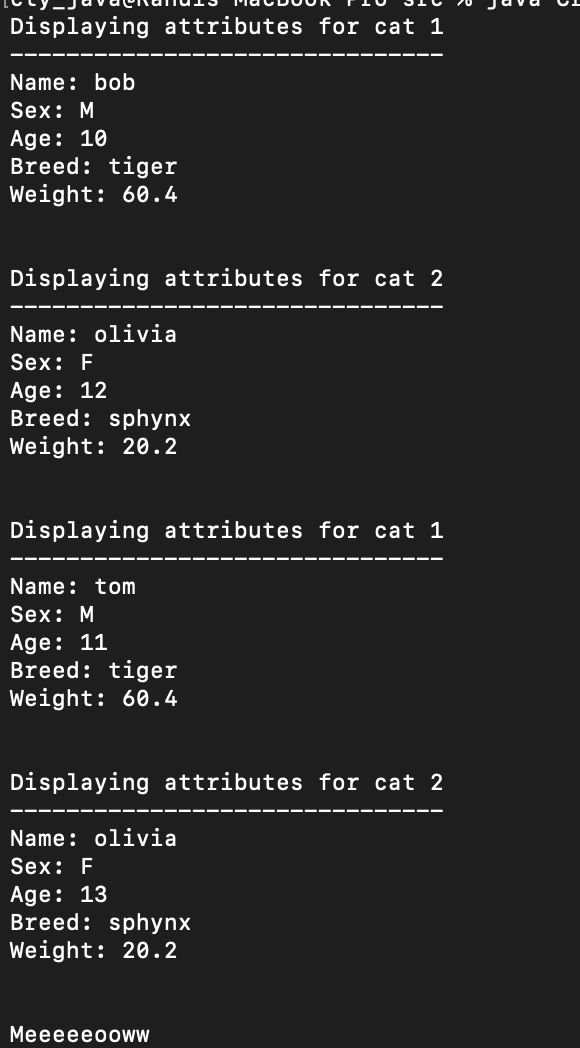 Displaying attributes for cat 1
-------------------------------
Name: bob
Sex: M
Age: 10
Breed: tiger
Weight: 60.4
Displaying attributes for cat 2
-------------------------------
Name: olivia
Sex: F
Age: 12
Breed: sphynx
Weight: 20.2
Displaying attributes for cat 1
-------------------------------
Name: tom
Sex: M
Age: 11
Breed: tiger
Weight: 60.4
Displaying attributes for cat 2
-------------------------------
Name: olivia
Sex: F
Age: 13
Breed: sphynx
Weight: 20.2
Meeeeeooww